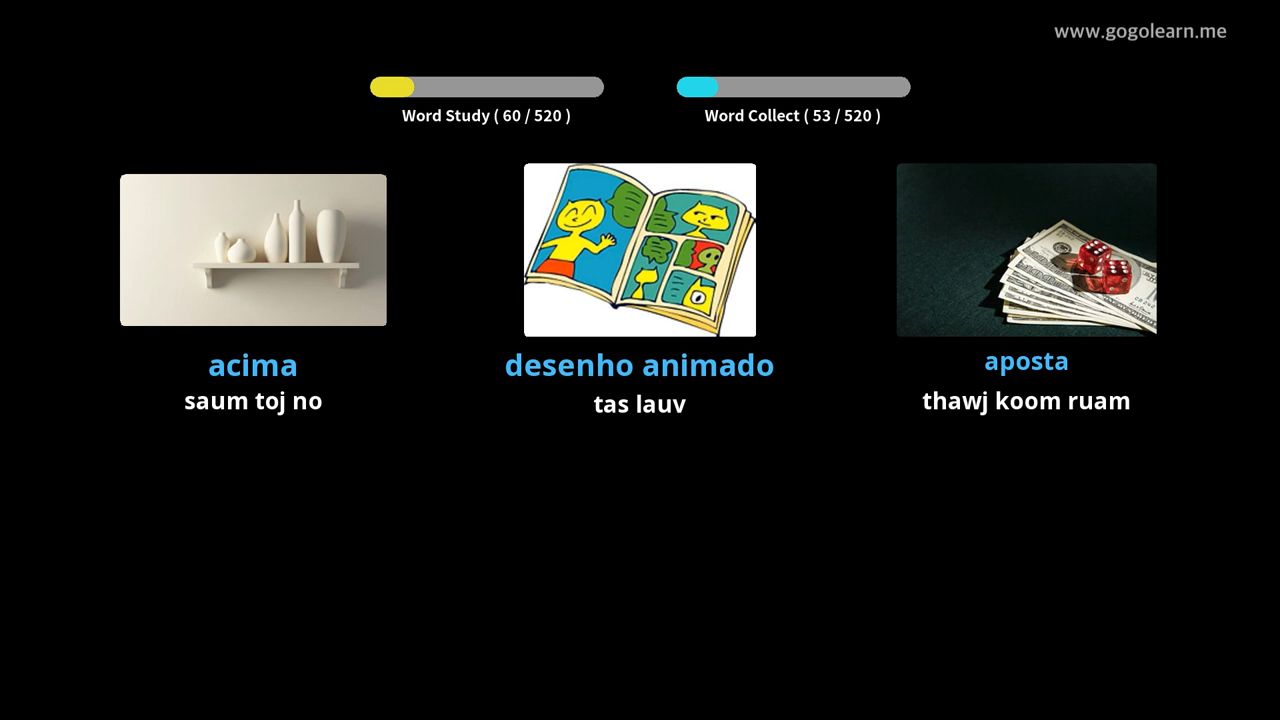 www.gogolearn.me
Word Study ( 60 / 520 )
Word Collect ( 53 / 520 )
acima
saum toj no
desenho animado
tas lauv
aposta
thawj koom ruam